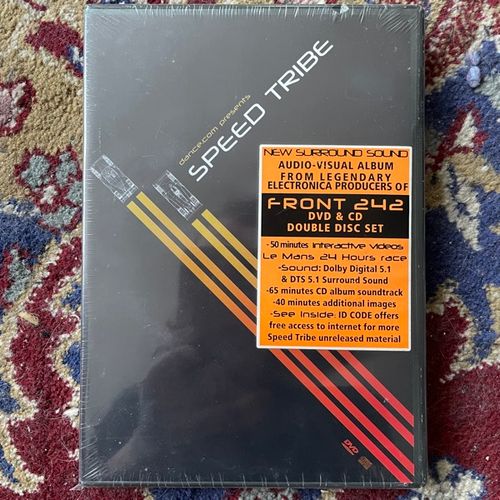 dance.com presents
SPEED TRIBE
NEW SURROUND SOUND
AUDIO-VISUAL ALBUM
FROM LEGENDARY
ELECTRONICA PRODUCERS OF
FRONT 242
DVD & CD
DOUBLE DISC SET
-50 minutes interactive videos
Le Mans 24 Hours race
-Sound: Dolby Digital 5.1
& DTS 5.1 Surround Sound
-65 minutes CD album soundtrack
-40 minutes additional images
-See Inside: ID CODE offers
free access to internet for more
Speed Tribe unreleased material
DVD